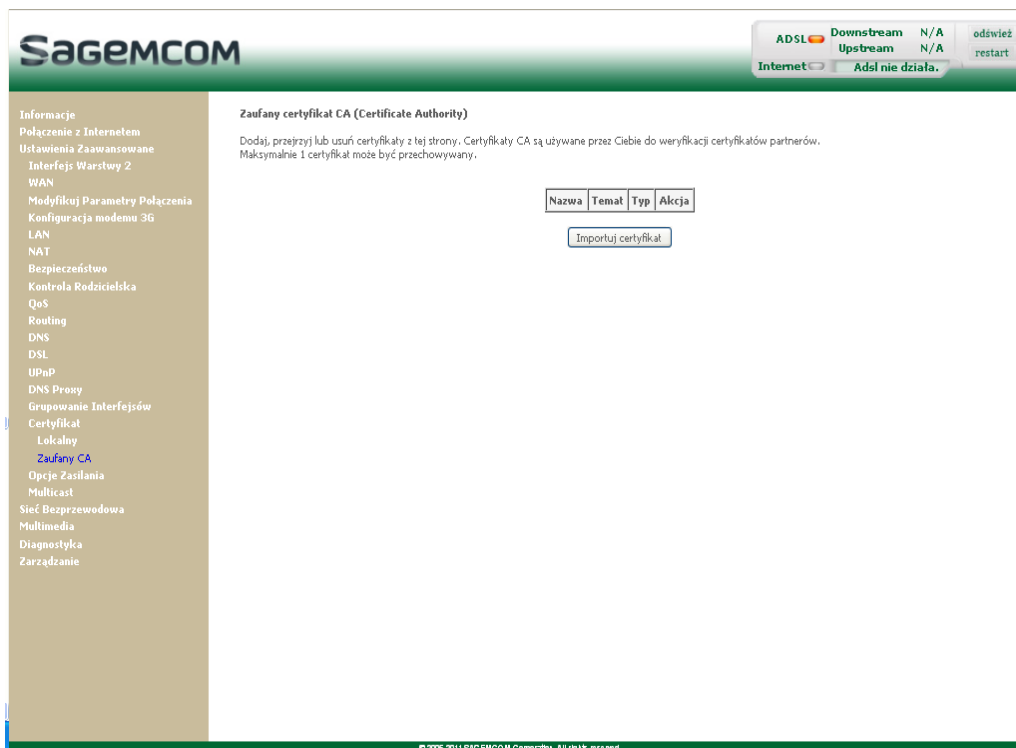 Sagemcom
ADSL Downstream N/A
Upstream N/A
Internet Adsl nie działa.
odśwież
restart
Informacje
Połączenie z Internetem
Ustawienia Zaawansowane
Interfejs Warstwy 2
WAN
Modyfikuj Parametry Połączenia
Konfiguracja modemu 3G
LAN
NAT
Bezpieczeństwo
Kontrola Rodzicielska
QoS
Routing
DNS
DSL
UPnP
DNS Proxy
Grupowanie Interfejsów
Certyfikat
Lokalny
Zaufany CA
Opcje Zasilania
Multicast
Sieć Bezprzewodowa
Multimedia
Diagnostyka
Zarządzanie
Zaufany certyfikat CA (Certificate Authority)
Dodaj, przejrzyj lub usuń certyfikaty z tej strony. Certyfikaty CA są używane przez Ciebie do weryfikacji certyfikatów partnerów.
Maksymalnie 1 certyfikat może być przechowywany.
Nazwa Temat Typ Akcja
Importuj certyfikat
SAGEMCOM